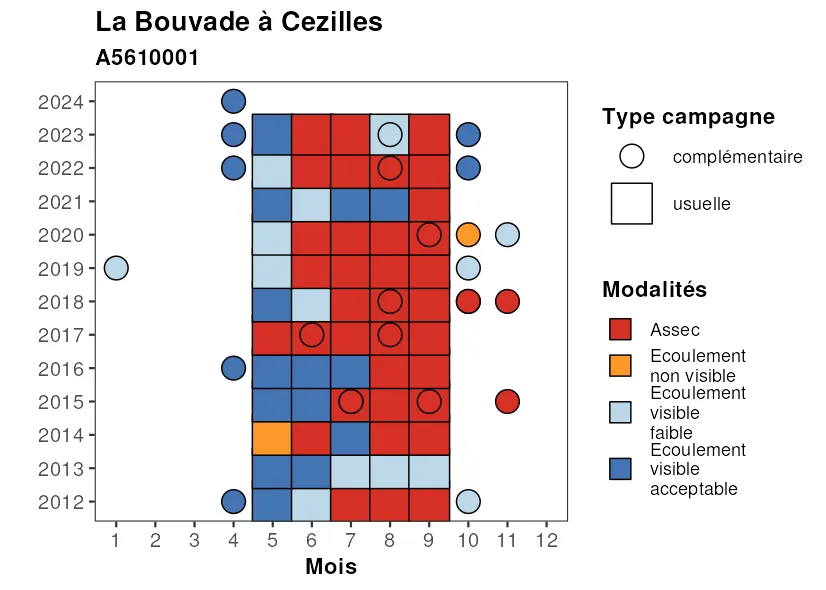 La Bouvade à Cezilles
A5610001
2024
2023
2022
2021
2020
2019
2018
2017
2016
2015
2014
2013
2012
1 2 3 4 5 6 7 8 9 10 11 12
Mois
Type campagne
complémentaire
usuelle
Modalités
Assec
Ecoulement
non visible
Ecoulement
visible
faible
Ecoulement
visible
acceptable